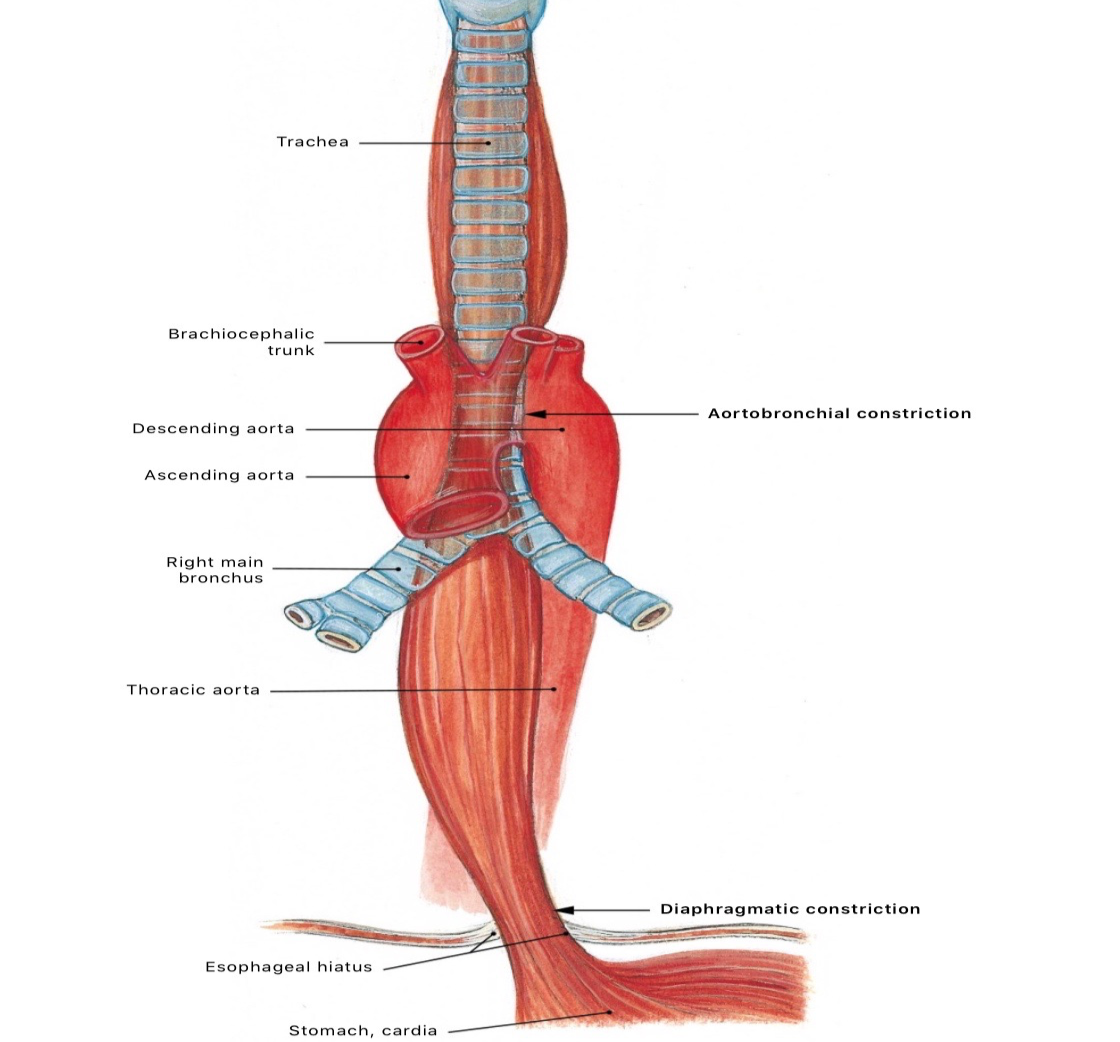 Trachea
Brachiocephalic
trunk
Aortobronchial constriction
Descending aorta
Ascending aorta
Right main
bronchus
Thoracic aorta
Diaphragmatic constriction
Esophageal hiatus
Stomach, cardia